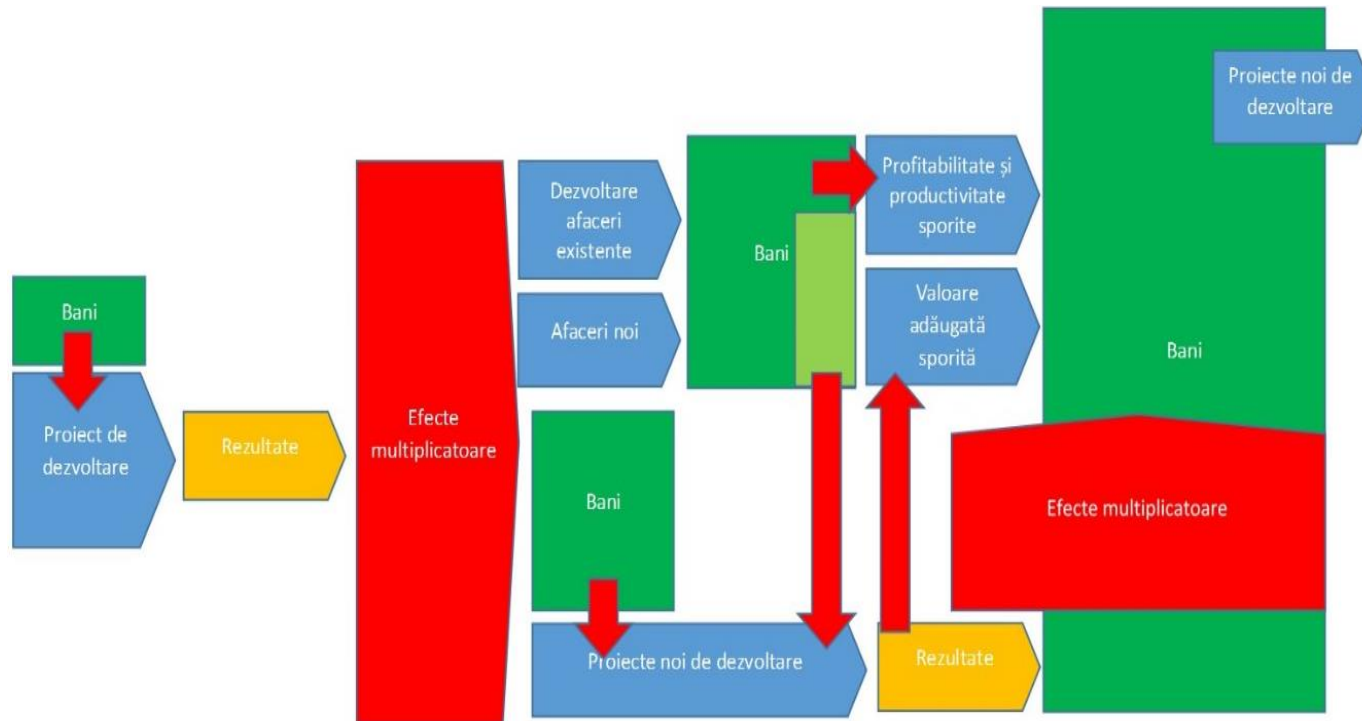 Bani
Proiect de
dezvoltare
Rezultate
Efecte
multiplicatoare
Dezvoltare
afaceri
existente
Afaceri noi
Bani
Bani
Proiecte noi de dezvoltare
Profitabilitate și
productivitate
sporite
Valoare
adăugată
sporită
Rezultate
Bani
Efecte multiplicatoare
Proiecte noi de
dezvoltare